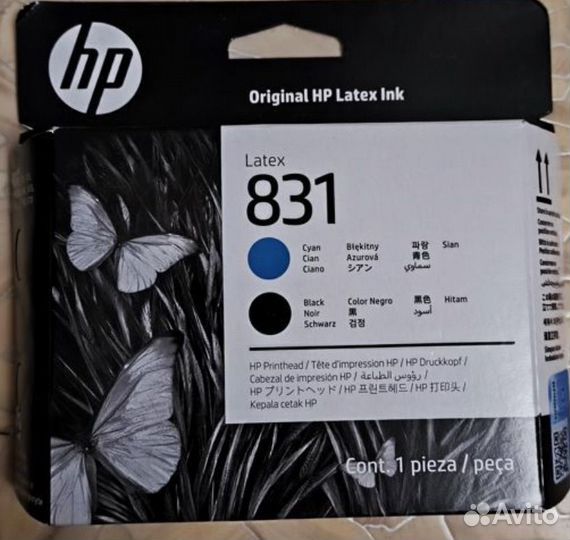 hp
Original HP Latex Ink
Latex
831
Cyan Błękitny 파랑 Sian
Cian Azurová 青色
Ciano シアン سماوي
Black Color Negro 黑色 Hitam
Noir 黒 أسود
Schwarz 검정
HP Printhead / Tête d'impression HP / HP Druckkopf /
Cabezal de impresión HP / رؤوس الطباعة /
HP プリントヘッド / HP 프린트헤드 / HP 打印头 /
Kepala cetak HP
Cont. 1 pieza / peça
Avito